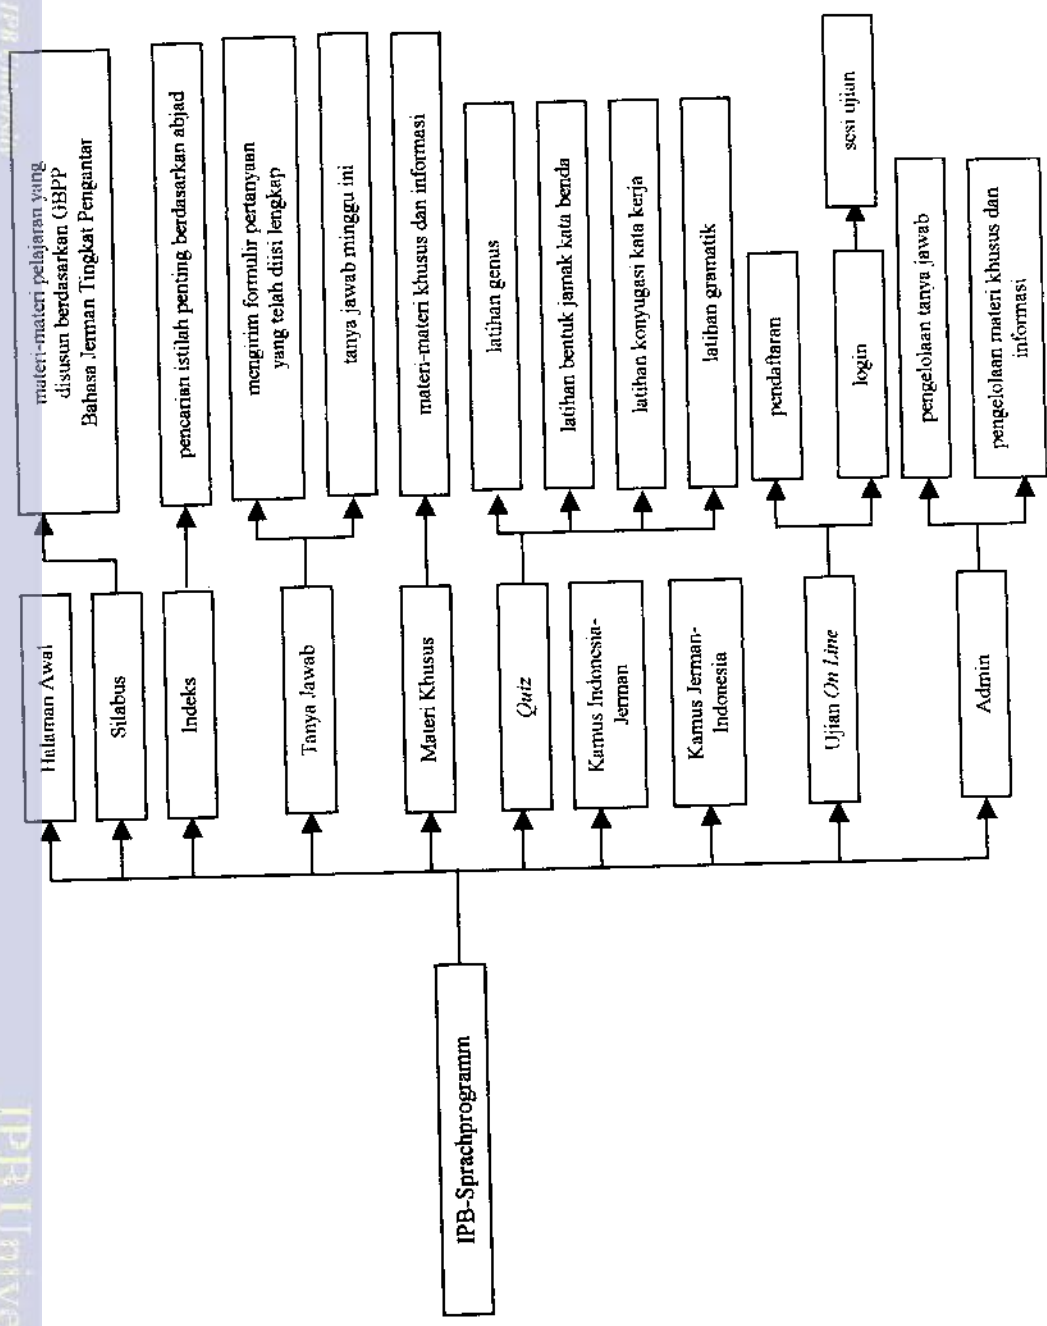 IPB-Sprachprogramm
Halaman Awal
Silabus
materi-materi pelajaran yang
disusun berdasarkan GBPP
Bahasa Jerman Tingkat Pengantar
Indeks
pencarian istilah penting berdasarkan abjad
Tanya Jawab
mengirim formulir pertanyaan
yang telah diisi lengkap
tanya jawab minggu ini
Materi Khusus
materi-materi khusus dan informasi
Quiz
latihan genus
latihan bentuk jamak kata benda
latihan konyugasi kata kerja
latihan gramatik
Kamus Indonesia-
Jerman
Kamus Jerman-
Indonesia
Ujian On Line
pendaftaran
login
sesi ujian
Admin
pengelolaan tanya jawab
pengelolaan materi khusus dan
informasi
IPB Unive